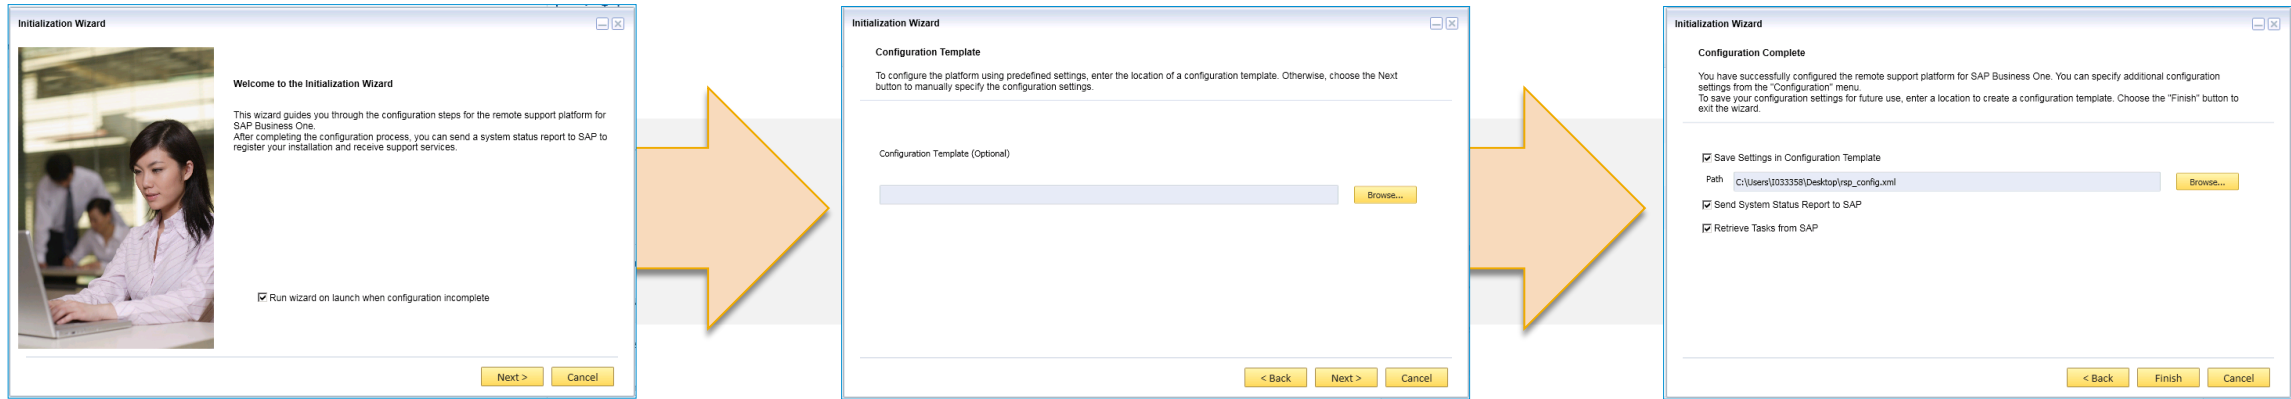 Initialization Wizard
Welcome to the Initialization Wizard
This wizard guides you through the configuration steps for the remote support platform for
SAP Business One.
After completing the configuration process, you can send a system status report to SAP to
register your installation and receive support services.
Run wizard on launch when configuration incomplete
Next >
Cancel
Initialization Wizard
Configuration Template
To configure the platform using predefined settings, enter the location of a configuration template. Otherwise, choose the Next
button to manually specify the configuration settings.
Configuration Template (Optional)
Browse...
< Back
Next >
Cancel
Initialization Wizard
Configuration Complete
You have successfully configured the remote support platform for SAP Business One. You can specify additional configuration
settings from the "Configuration" menu.
To save your configuration settings for future use, enter a location to create a configuration template. Choose the "Finish" button to
exit the wizard.
Save Settings in Configuration Template
Path
C:\Users\I033358\Desktop\rsp_config.xml
Browse...
Send System Status Report to SAP
Retrieve Tasks from SAP
< Back
Finish
Cancel